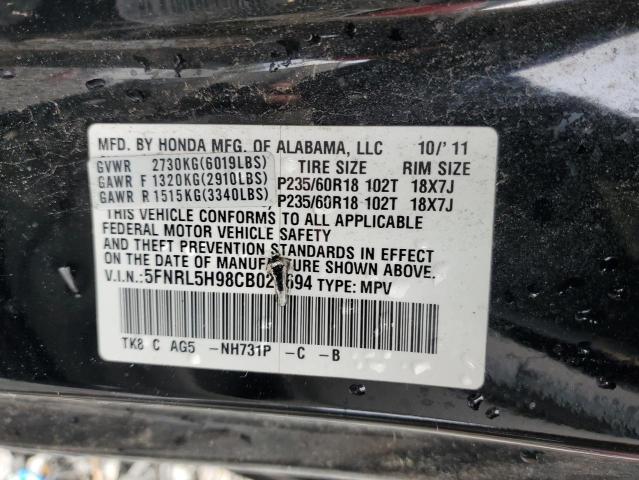 MFD. BY HONDA MFG. OF ALABAMA, LLC 10/'11
GVWR 2730KG(6019LBS) TIRE SIZE RIM SIZE
GAWR F 1320KG(2910LBS) P235/60R18 102T 18X7J
GAWR R 1515KG(3340LBS) P235/60R18 102T 18X7J
THIS VEHICLE CONFORMS TO ALL APPLICABLE
FEDERAL MOTOR VEHICLE SAFETY
AND THEFT PREVENTION STANDARDS IN EFFECT
ON THE DATE OF MANUFACTURE SHOWN ABOVE.
V.I.N.: TYPE: MPV
TK8 C AG5 -NH731P -C -B